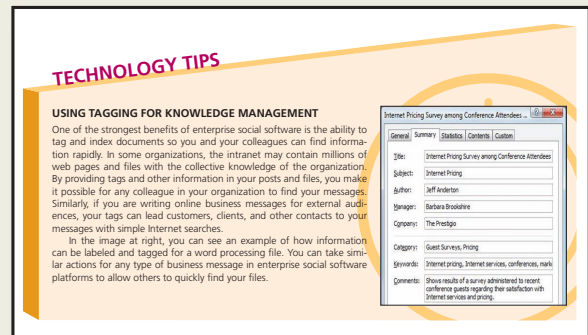 TECHNOLOGY TIPS
USING TAGGING FOR KNOWLEDGE MANAGEMENT
One of the strongest benefits of enterprise social software is the ability to
tag and index documents so you and your colleagues can find informa-
tion rapidly. In some organizations, the intranet may contain millions of
web pages and files with the collective knowledge of the organization.
By providing tags and other information in your posts and files, you make
it possible for any colleague in your organization to find your messages.
Similarly, if you are writing online business messages for external audi-
ences, your tags can lead customers, clients, and other contacts to your
messages with simple Internet searches.
In the image at right, you can see an example of how information
can be labeled and tagged for a word processing file. You can take simi-
lar actions for any type of business message in enterprise social software
platforms to allow others to quickly find your files.
Internet Pricing Survey among Conference Attendees ...
General Summary Statistics Contents Custom
Title: Internet Pricing Survey among Conference Attendees
Subject: Internet Pricing
Author: Jeff Anderton
Manager: Barbara Brookshire
Company: The Prestigio
Category: Guest Surveys, Pricing
Keywords: Internet pricing, Internet services, conferences, mark
Comments: Shows results of a survey administered to recent
conference guests regarding their satisfaction with
Internet services and pricing.